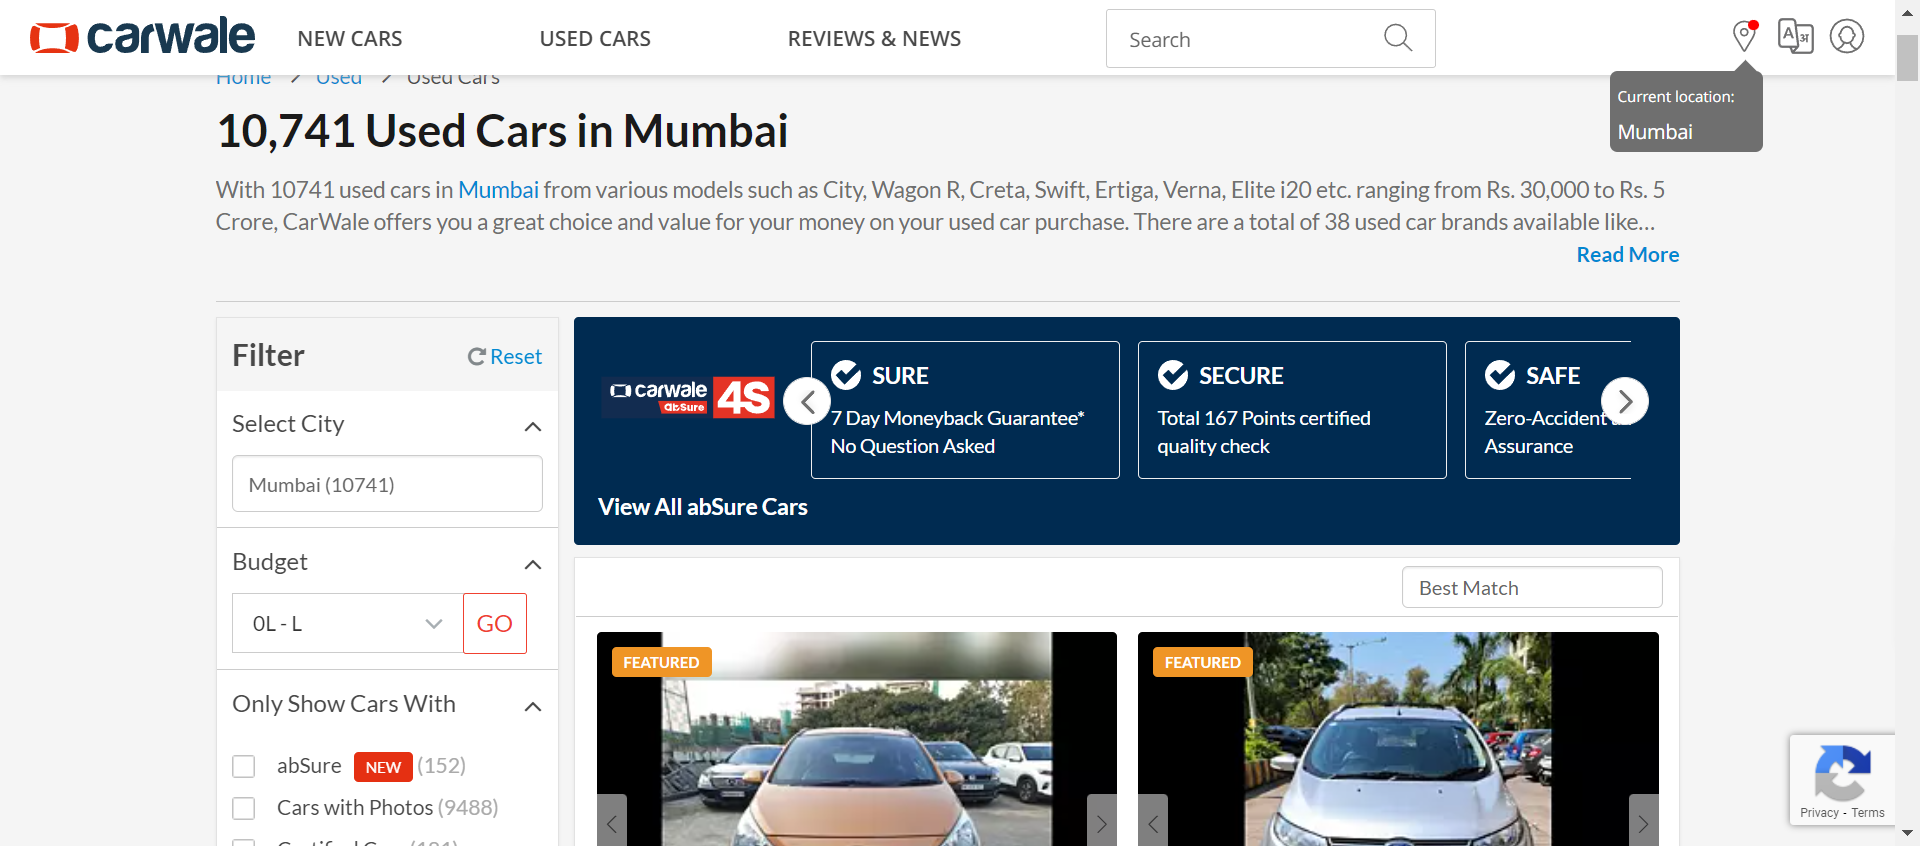 carwale NEW CARS USED CARS REVIEWS & NEWS Search
Current location:
Mumbai
Home Used Used Cars
10,741 Used Cars in Mumbai
With 10741 used cars in Mumbai from various models such as City, Wagon R, Creta, Swift, Ertiga, Verna, Elite i20 etc. ranging from Rs. 30,000 to Rs. 5
Crore, CarWale offers you a great choice and value for your money on your used car purchase. There are a total of 38 used car brands available like...
Read More
Filter Reset
Select City
Mumbai (10741)
Budget
0L - L GO
Only Show Cars With
abSure NEW (152)
Cars with Photos (9488)
carwale
abSure
4S
SURE
7 Day Moneyback Guarantee*
No Question Asked
SECURE
Total 167 Points certified
quality check
SAFE
Zero-Accident
Assurance
View All abSure Cars
Best Match
FEATURED
FEATURED
Privacy - Terms